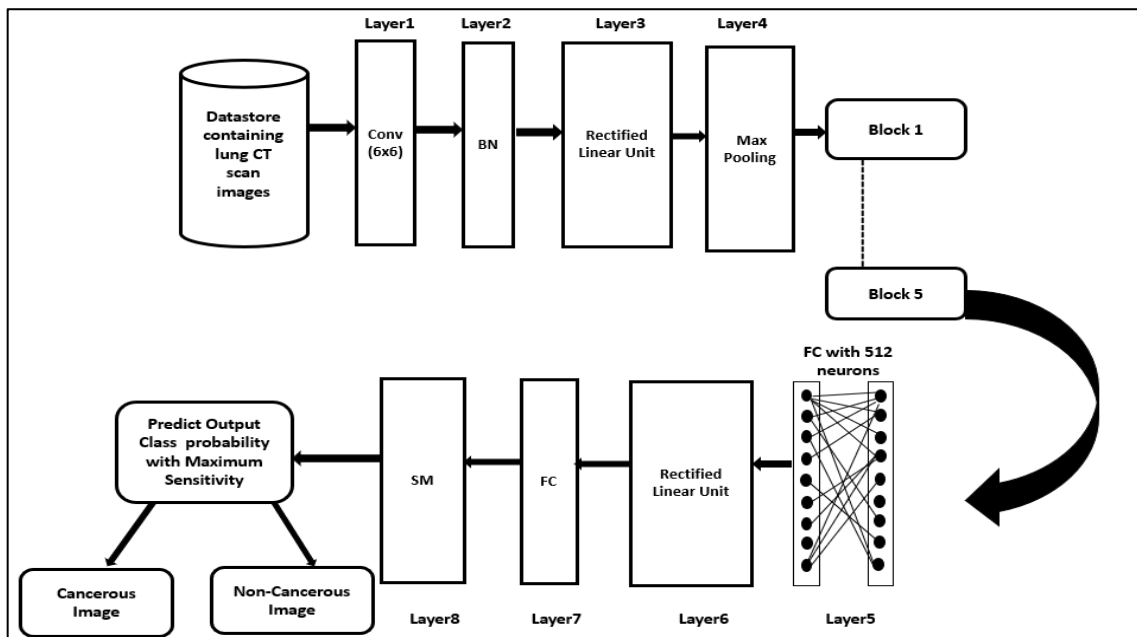 Layer1
Layer2
Layer3
Layer4
Datastore
containing
lung CT
scan
images
Conv
(6x6)
BN
Rectified
Linear Unit
Max
Pooling
Block 1
Block 5
FC with 512
neurons
Rectified
Linear Unit
FC
SM
Predict Output
Class probability
with Maximum
Sensitivity
Cancerous
Image
Non-Cancerous
Image
Layer8
Layer7
Layer6
Layer5